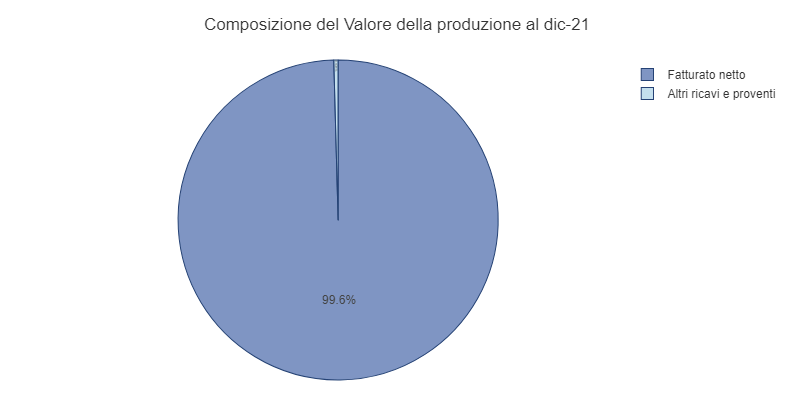 Composizione del Valore della produzione al dic-21
Fatturato netto
Altri ricavi e proventi
99.6%